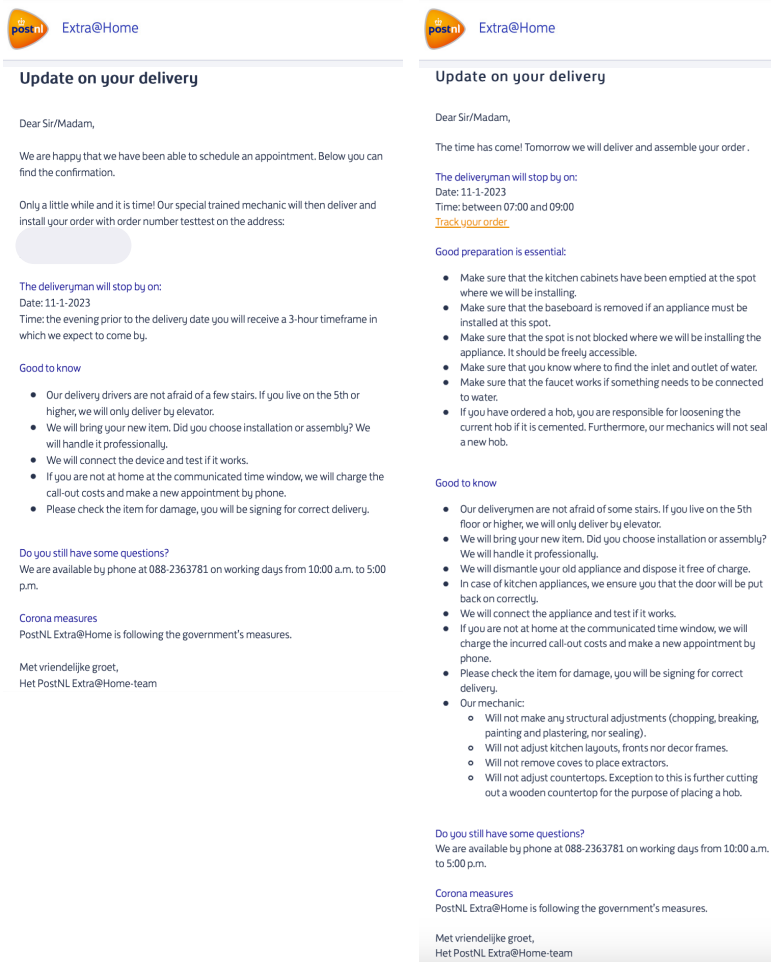 postnl
Extra@Home
Update on your delivery
Dear Sir/Madam,
We are happy that we have been able to schedule an appointment. Below you can
find the confirmation.
Only a little while and it is time! Our special trained mechanic will then deliver and
install your order with order number testtest on the address:
The deliveryman will stop by on:
Date: 11-1-2023
Time: the evening prior to the delivery date you will receive a 3-hour timeframe in
which we expect to come by.
Good to know
● Our delivery drivers are not afraid of a few stairs. If you live on the 5th or
higher, we will only deliver by elevator.
● We will bring your new item. Did you choose installation or assembly? We
will handle it professionally.
● We will connect the device and test if it works.
● If you are not at home at the communicated time window, we will charge the
call-out costs and make a new appointment by phone.
● Please check the item for damage, you will be signing for correct delivery.
Do you still have some questions?
We are available by phone at 088-2363781 on working days from 10:00 a.m. to 5:00
p.m.
Corona measures
PostNL Extra@Home is following the government's measures.
Met vriendelijke groet,
Het PostNL Extra@Home-team
postnl
Extra@Home
Update on your delivery
Dear Sir/Madam,
The time has come! Tomorrow we will deliver and assemble your order .
The deliveryman will stop by on:
Date: 11-1-2023
Time: between 07:00 and 09:00
Track your order
Good preparation is essential:
● Make sure that the kitchen cabinets have been emptied at the spot
where we will be installing.
● Make sure that the baseboard is removed if an appliance must be
installed at this spot.
● Make sure that the spot is not blocked where we will be installing the
appliance. It should be freely accessible.
● Make sure that you know where to find the inlet and outlet of water.
● Make sure that the faucet works if something needs to be connected
to water.
● If you have ordered a hob, you are responsible for loosening the
current hob if it is cemented. Furthermore, our mechanics will not seal
a new hob.
Good to know
● Our deliverymen are not afraid of some stairs. If you live on the 5th
floor or higher, we will only deliver by elevator.
● We will bring your new item. Did you choose installation or assembly?
We will handle it professionally.
● We will dismantle your old appliance and dispose it free of charge.
● In case of kitchen appliances, we ensure you that the door will be put
back on correctly.
● We will connect the appliance and test if it works.
● If you are not at home at the communicated time window, we will
charge the incurred call-out costs and make a new appointment by
phone.
● Please check the item for damage, you will be signing for correct
delivery.
● Our mechanic:
○ Will not make any structural adjustments (chopping, breaking,
painting and plastering, nor sealing).
○ Will not adjust kitchen layouts, fronts nor decor frames.
○ Will not remove coves to place extractors.
○ Will not adjust countertops. Exception to this is further cutting
out a wooden countertop for the purpose of placing a hob.
Do you still have some questions?
We are available by phone at 088-2363781 on working days from 10:00 a.m.
to 5:00 p.m.
Corona measures
PostNL Extra@Home is following the government's measures.
Met vriendelijke groet,
Het PostNL Extra@Home-team